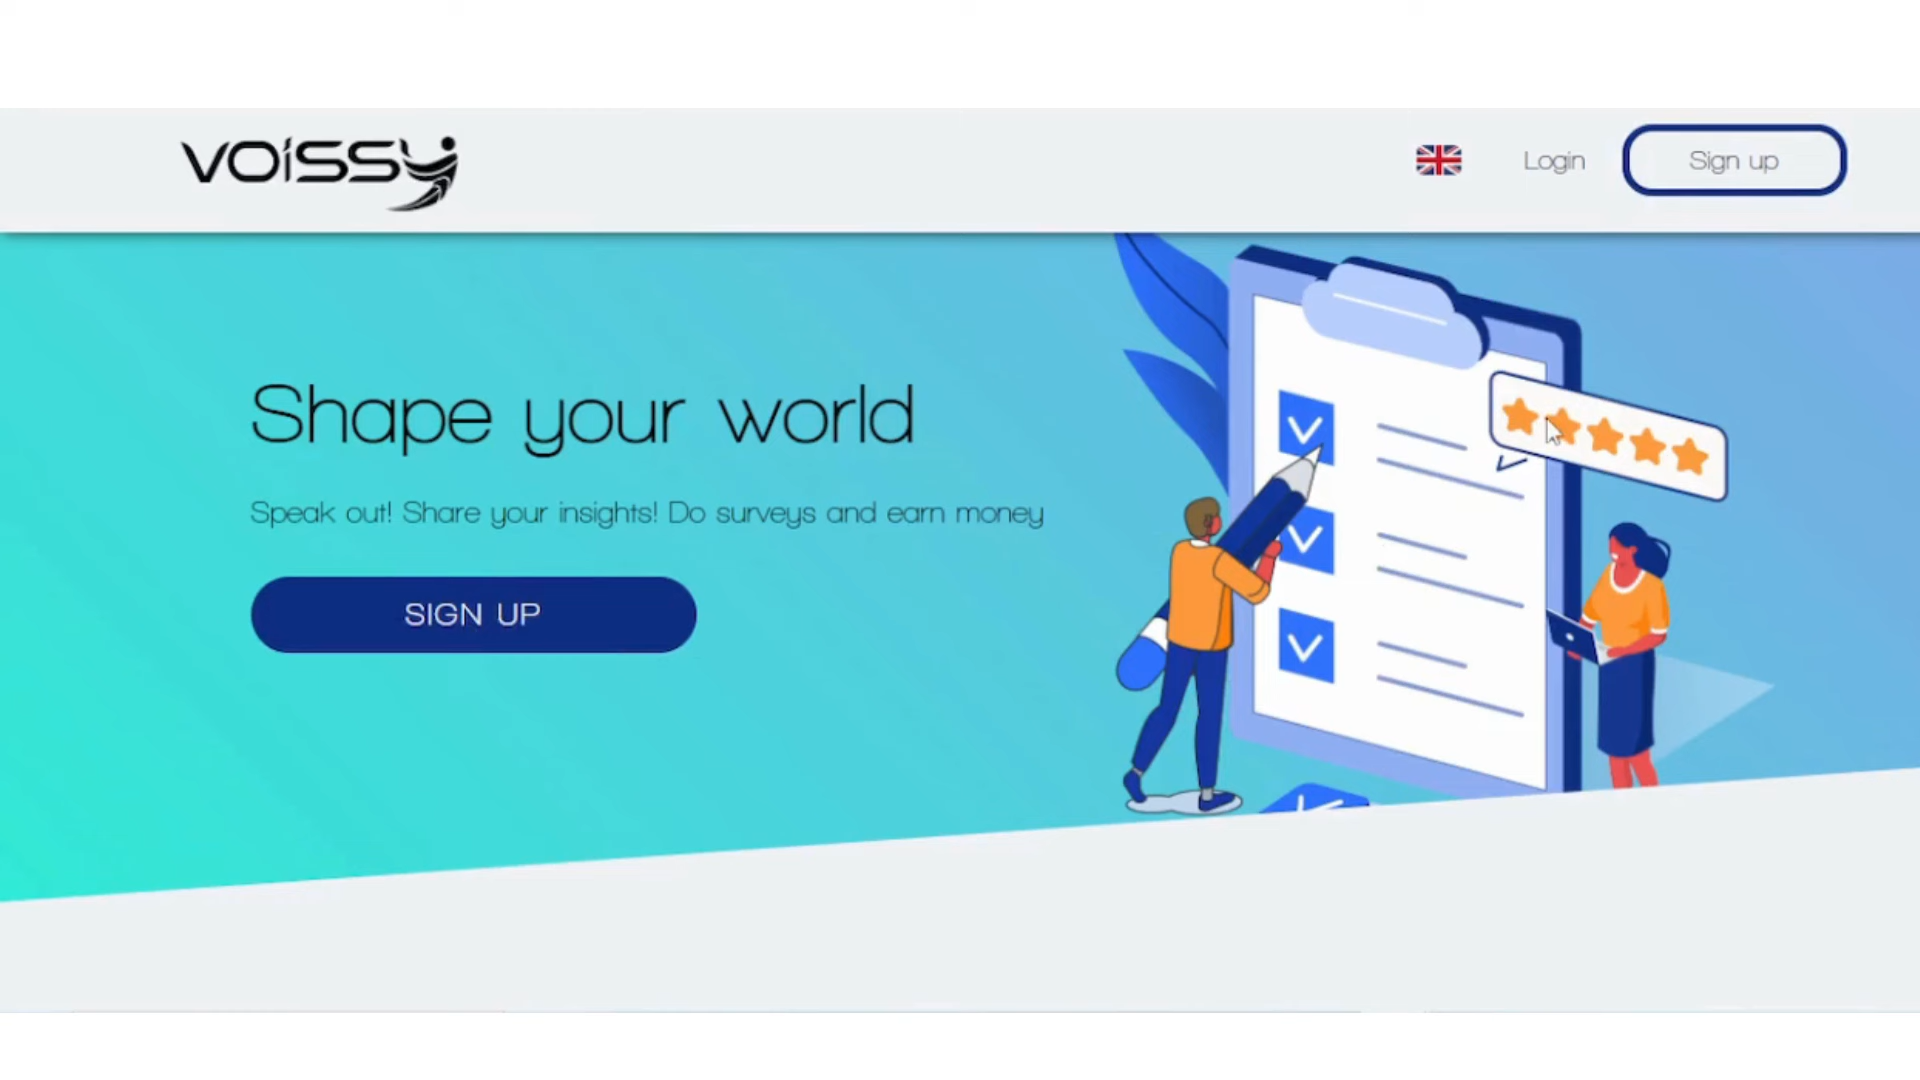 voissy
Login
Sign up
Shape your world
Speak out! Share your insights! Do surveys and earn money
SIGN UP